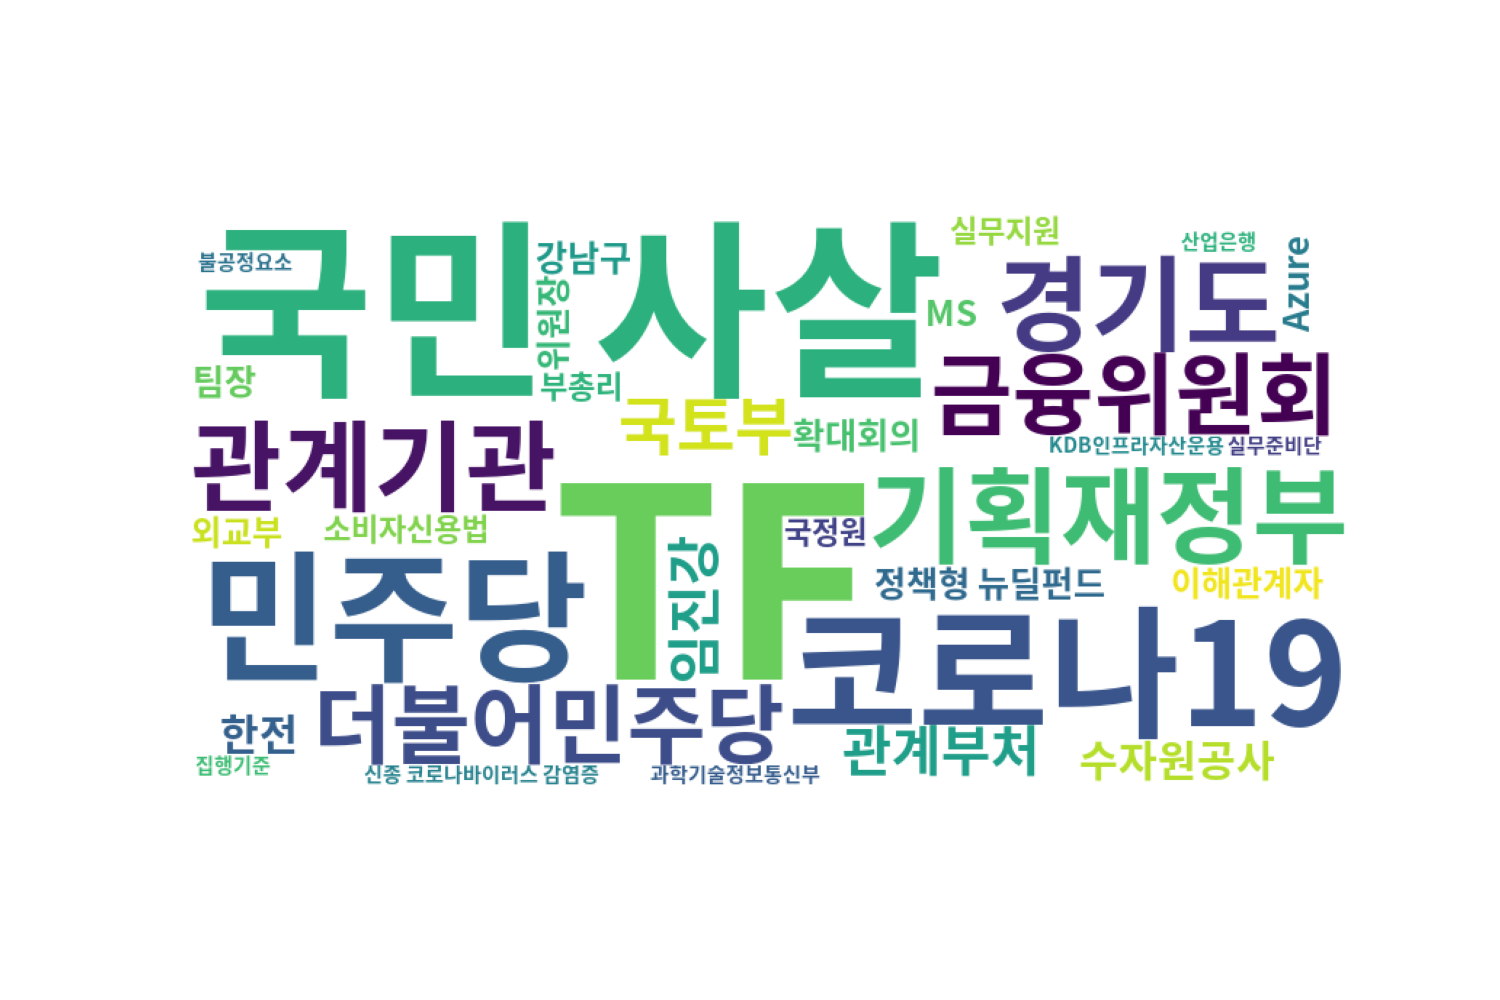 국민 사살
불공정요소
강남구
위원장
부총리
실무지원
산업은행
Azure
MS
경기도
팀장
금융위원회
국토부
확대회의
KDB인프라자산운용
실무준비단
관계기관
TF
기획재정부
외교부
소비자신용법
국정원
임진강
정책형 뉴딜펀드
이해관계자
민주당
코로나19
더불어민주당
한전
관계부처
수자원공사
집행기준
신종 코로나바이러스 감염증
과학기술정보통신부